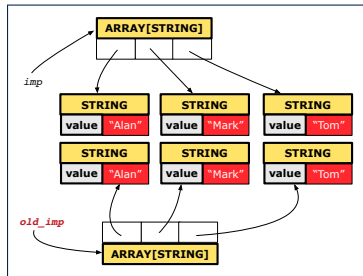 ARRAY[STRING]
imp
STRING STRING STRING
value "Alan" value "Mark" value "Tom"
STRING STRING STRING
value "Alan" value "Mark" value "Tom"
old_imp
ARRAY[STRING]